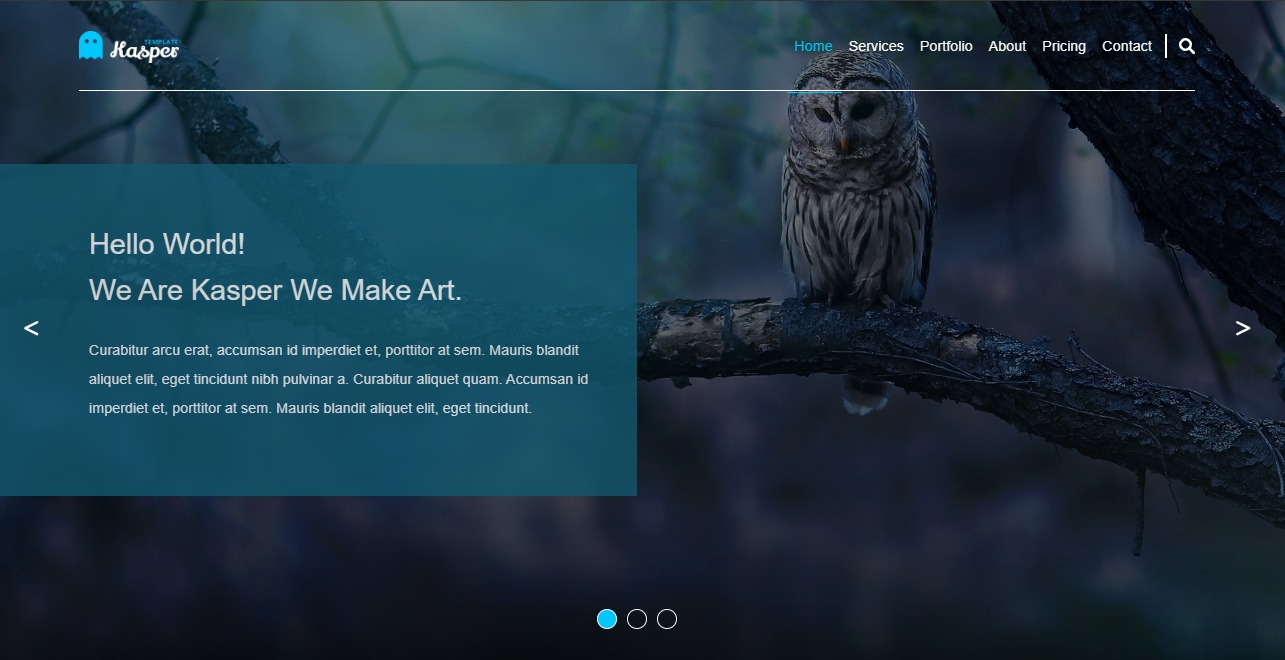 TEMPLATE
Kasper
Home Services Portfolio About Pricing Contact
Hello World!
We Are Kasper We Make Art.
< >
Curabitur arcu erat, accumsan id imperdiet et, porttitor at sem. Mauris blandit
aliquet elit, eget tincidunt nibh pulvinar a. Curabitur aliquet quam. Accumsan id
imperdiet et, porttitor at sem. Mauris blandit aliquet elit, eget tincidunt.